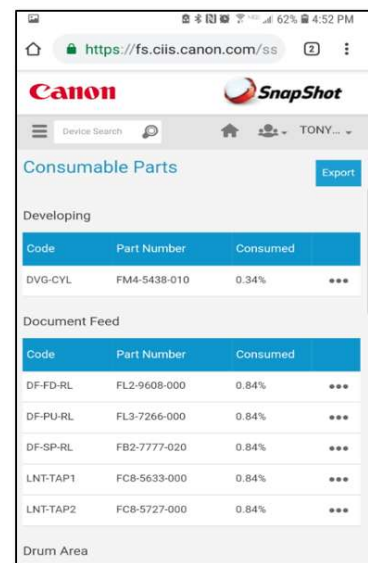 62% 4:52 PM
https://fs.ciis.canon.com/ss 2
Canon SnapShot
Device Search TONY...
Consumable Parts Export
Developing
Code Part Number Consumed
DVG-CYL FM4-5438-010 0.34%
Document Feed
Code Part Number Consumed
DF-FD-RL FL2-9608-000 0.84%
DF-PU-RL FL3-7266-000 0.84%
DF-SP-RL FB2-7777-020 0.84%
LNT-TAP1 FC8-5633-000 0.84%
LNT-TAP2 FC8-5727-000 0.84%
Drum Area